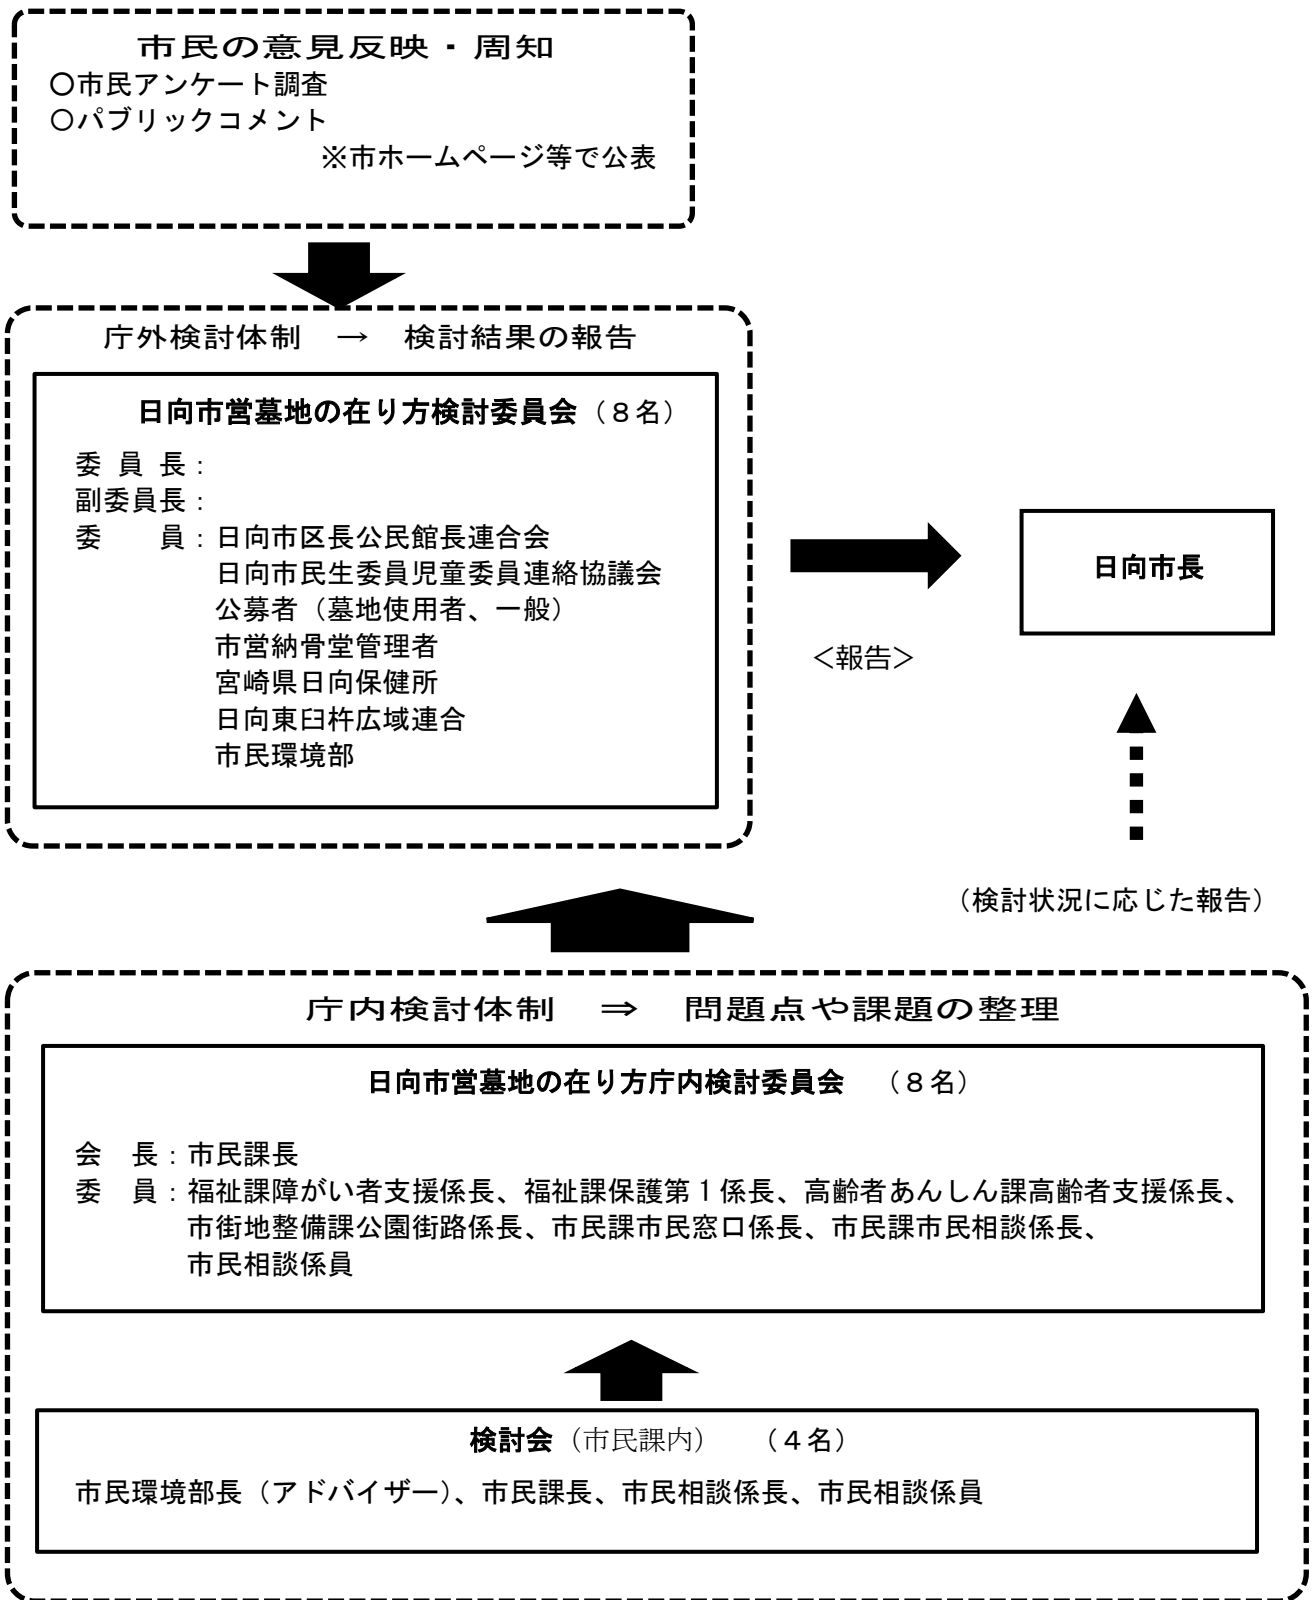 市民の意見反映・周知
○市民アンケート調査
○パブリックコメント
※市ホームページ等で公表
庁外検討体制　→　検討結果の報告
日向市営墓地の在り方検討委員会（８名）
委 員 長：
副委員長：
委　　員：日向市区長公民館長連合会
日向市民生委員児童委員連絡協議会
公募者（墓地使用者、一般）
市営納骨堂管理者
宮崎県日向保健所
日向東臼杵広域連合
市民環境部
＜報告＞
日向市長
（検討状況に応じた報告）
庁内検討体制　⇒　問題点や課題の整理
日向市営墓地の在り方庁内検討委員会　（８名）
会　長：市民課長
委　員：福祉課障がい者支援係長、福祉課保護第１係長、高齢者あんしん課高齢者支援係長、
市街地整備課公園街路係長、市民課市民窓口係長、市民課市民相談係長、
市民相談係員
検討会（市民課内）　（４名）
市民環境部長（アドバイザー）、市民課長、市民相談係長、市民相談係員